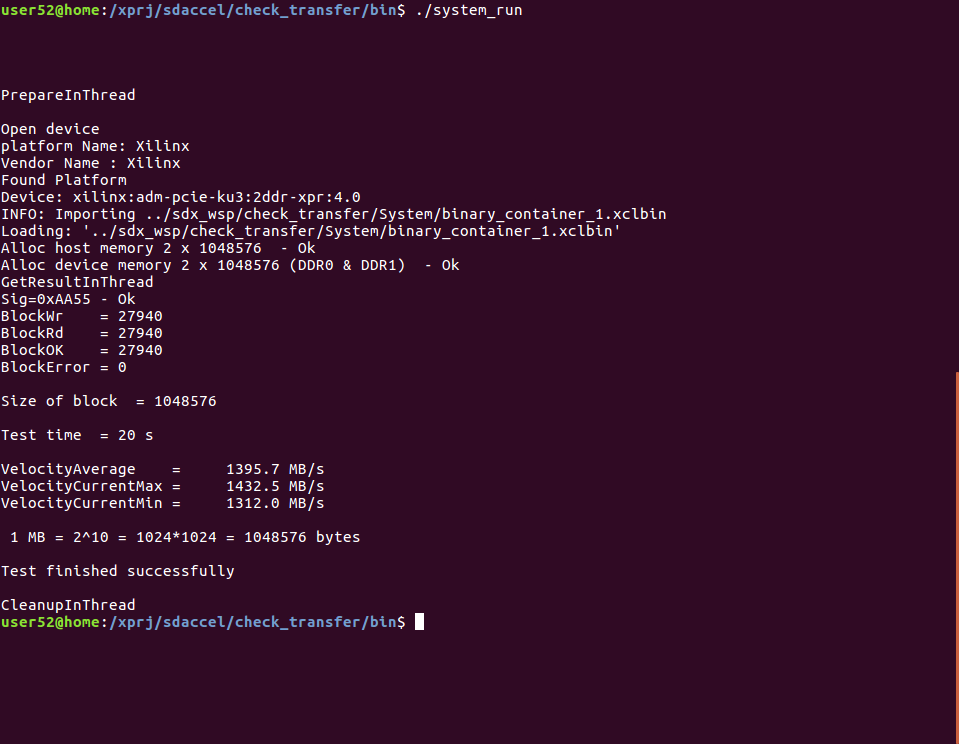 user52@home:/xprj/sdaccel/check_transfer/bin$ ./system_run
PrepareInThread
Open device
platform Name: Xilinx
Vendor Name : Xilinx
Found Platform
Device: xilinx:adm-pcie-ku3:2ddr-xpr:4.0
INFO: Importing ../sdx_wsp/check_transfer/System/binary_container_1.xclbin
Loading: '../sdx_wsp/check_transfer/System/binary_container_1.xclbin'
Alloc host memory 2 x 1048576  - Ok
Alloc device memory 2 x 1048576 (DDR0 & DDR1)  - Ok
GetResultInThread
Sig=0xAA55 - Ok
BlockWr    = 27940
BlockRd    = 27940
BlockOK    = 27940
BlockError = 0
Size of block  = 1048576
Test time  = 20 s
VelocityAverage    =     1395.7 MB/s
VelocityCurrentMax =     1432.5 MB/s
VelocityCurrentMin =     1312.0 MB/s
 1 MB = 2^10 = 1024*1024 = 1048576 bytes
Test finished successfully
CleanupInThread
user52@home:/xprj/sdaccel/check_transfer/bin$